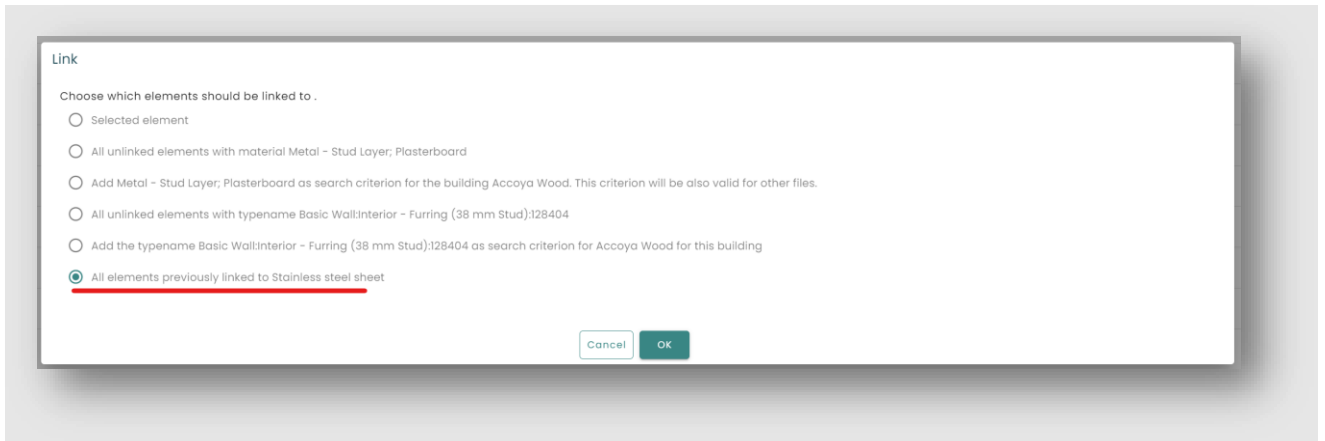 Link
Choose which elements should be linked to .
Selected element
All unlinked elements with material Metal - Stud Layer; Plasterboard
Add Metal - Stud Layer; Plasterboard as search criterion for the building Accoya Wood. This criterion will be also valid for other files.
All unlinked elements with typename Basic Wall:Interior - Furring (38 mm Stud):128404
Add the typename Basic Wall:Interior - Furring (38 mm Stud):128404 as search criterion for Accoya Wood for this building
All elements previously linked to Stainless steel sheet
Cancel OK